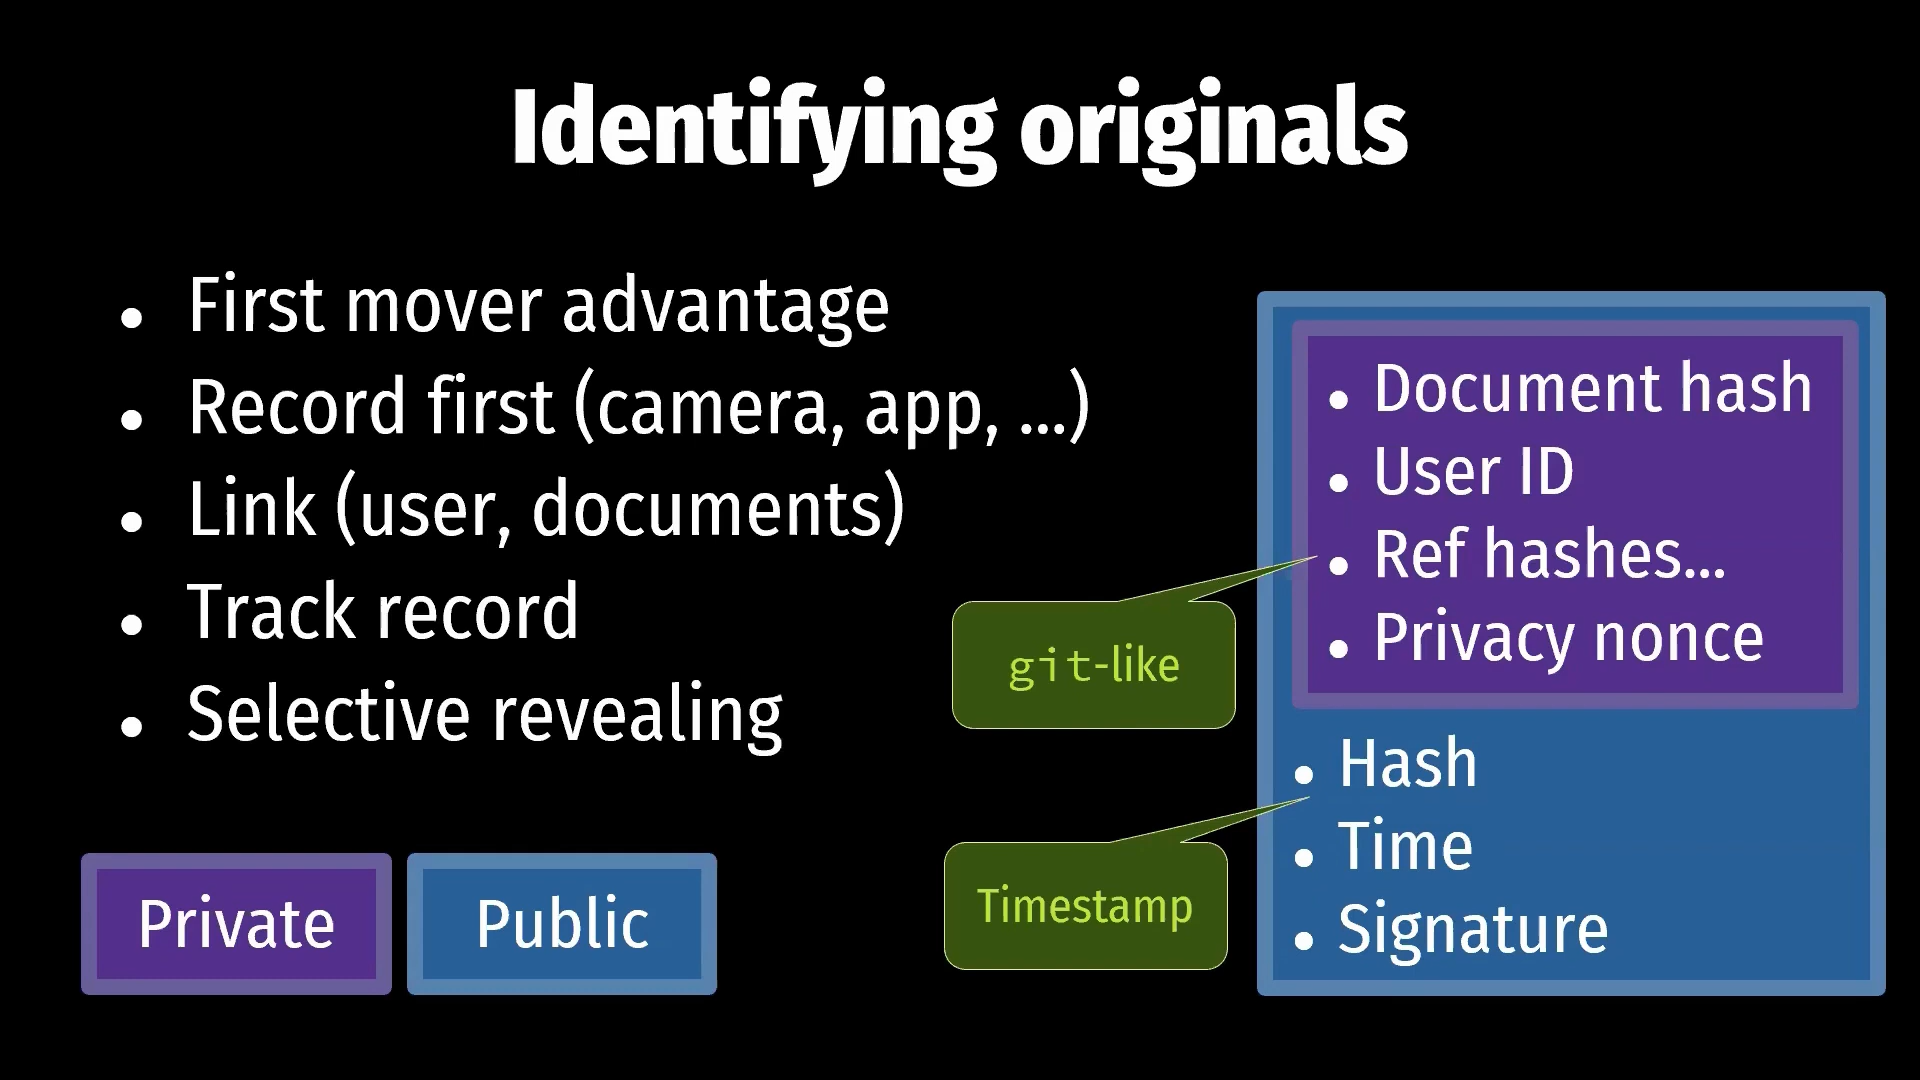 Identifying originals
• First mover advantage
• Record first (camera, app, ...)
• Link (user, documents)
• Track record
• Selective revealing
Private
Public
git-like
Timestamp
• Document hash
• User ID
• Ref hashes...
• Privacy nonce
• Hash
• Time
• Signature